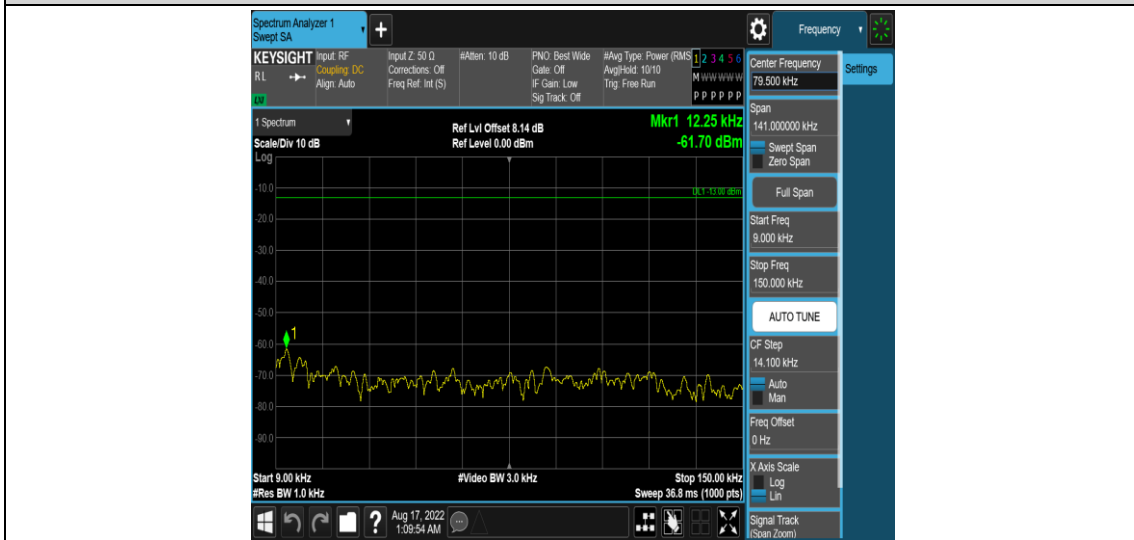 Spectrum Analyzer 1
Swept SA
+
Frequency
KEYSIGHT
RL
LXI
Input: RF
Coupling: DC
Align: Auto
Input Z: 50 Ω
Corrections: Off
Freq Ref: Int (S)
#Atten: 10 dB
PNO: Best Wide
Gate: Off
IF Gain: Low
Sig Track: Off
#Avg Type: Power (RMS
Avg|Hold: 10/10
Trig: Free Run
1 2 3 4 5 6
M W W W W W
P P P P P P
1 Spectrum
Scale/Div 10 dB
Log
Ref Lvl Offset 8.14 dB
Ref Level 0.00 dBm
Mkr1 12.25 kHz
-61.70 dBm
DL1 -13.00 dBm
-10.0
-20.0
-30.0
-40.0
-50.0
1
-60.0
-70.0
-80.0
-90.0
Start 9.00 kHz
#Res BW 1.0 kHz
#Video BW 3.0 kHz
Stop 150.00 kHz
Sweep 36.8 ms (1000 pts)
?
Aug 17, 2022
1:09:54 AM
Center Frequency
79.500 kHz
Settings
Span
141.000000 kHz
Swept Span
Zero Span
Full Span
Start Freq
9.000 kHz
Stop Freq
150.000 kHz
AUTO TUNE
CF Step
14.100 kHz
Auto
Man
Freq Offset
0 Hz
X Axis Scale
Log
Lin
Signal Track
(Span Zoom)